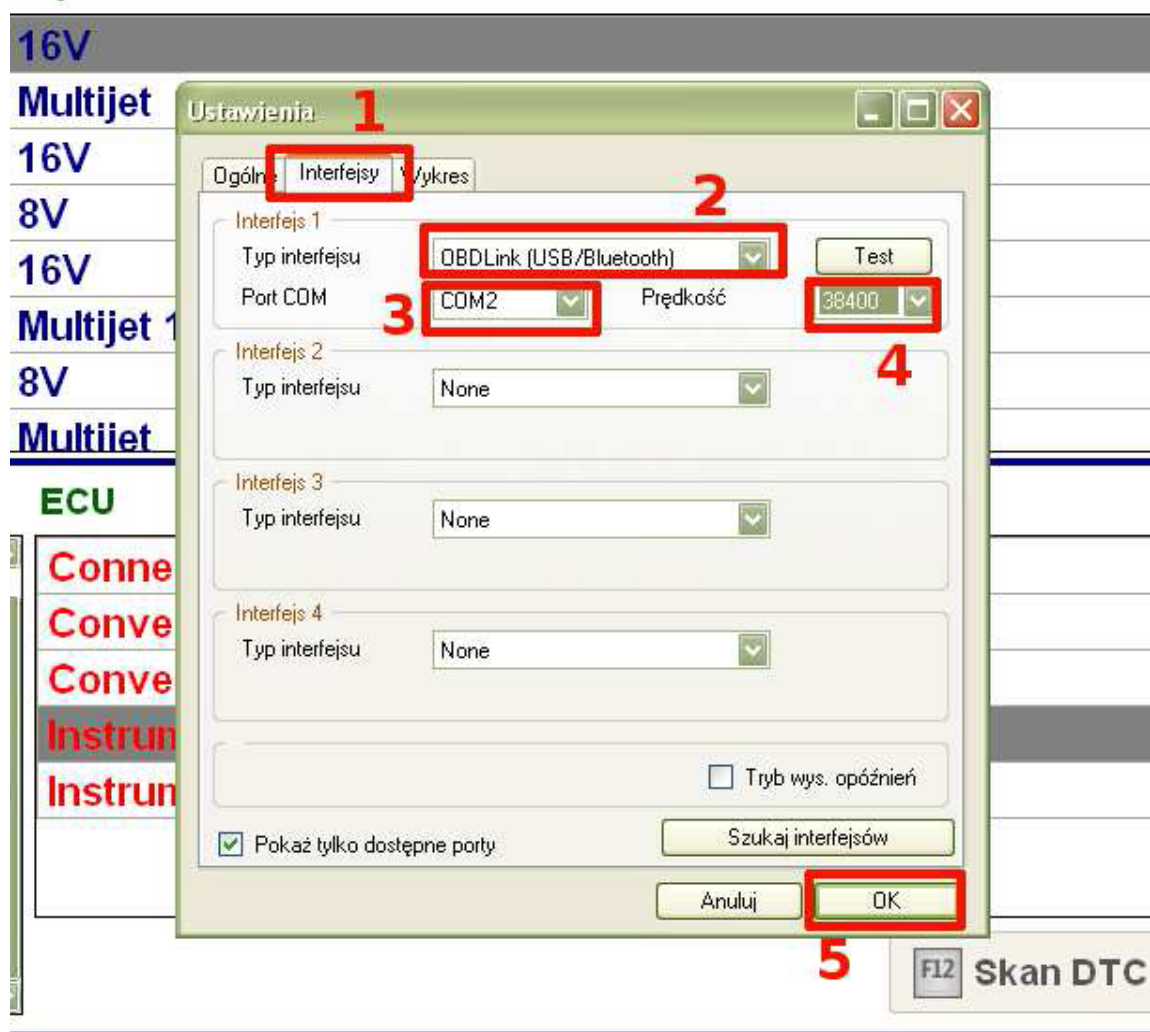 16V
Multijet
Ustawienia
1
16V
Ogólne Interfejsy Wykres
2
8V
Interfejs 1
Typ interfejsu OBDLink (USB/Bluetooth) Test
16V
Port COM 3 COM2 Prędkość 38400
Multijet 1
Interfejs 2
4
8V
Typ interfejsu None
Multijet
Interfejs 3
ECU
Typ interfejsu None
Conne
Interfejs 4
Conve
Typ interfejsu None
Conve
Instrun
Tryb wys. opóźnień
Instrun
Pokaż tylko dostępne porty Szukaj interfejsów
Anuluj OK
5
F12 Skan DTC